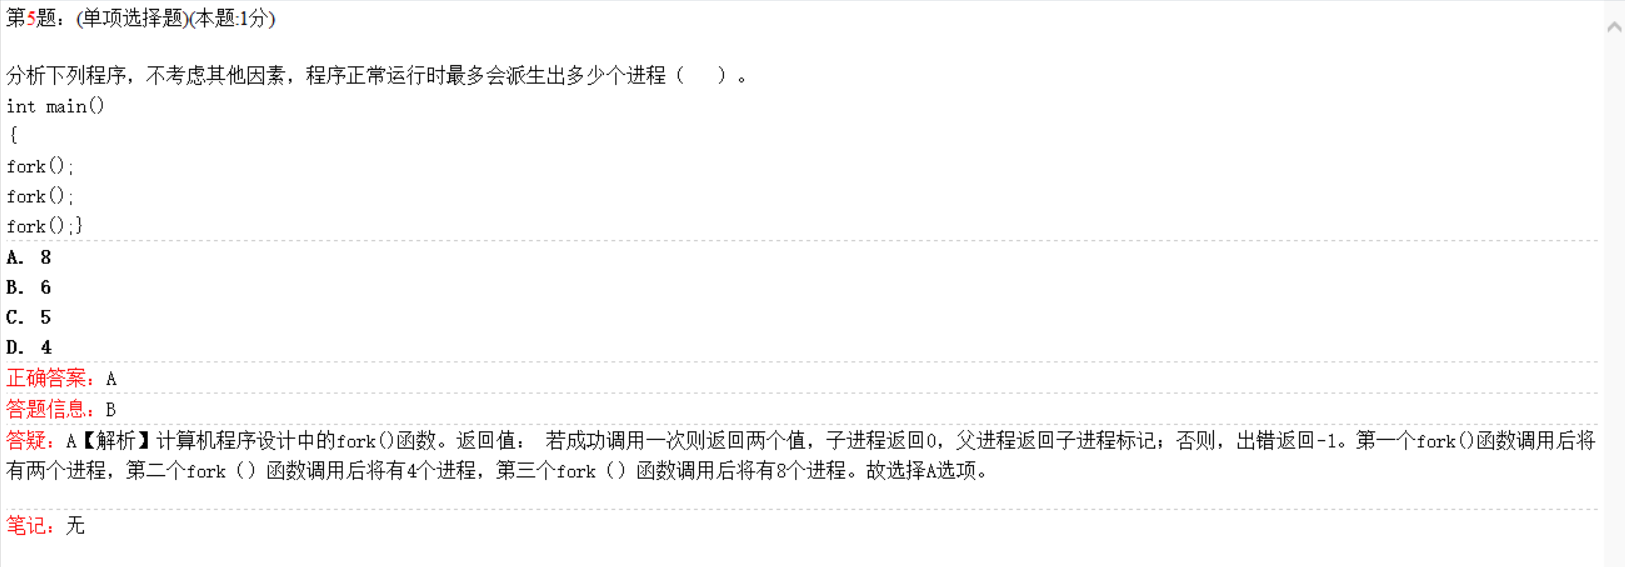 第5题：(单项选择题)(本题:1分)
分析下列程序，不考虑其他因素，程序正常运行时最多会派生出多少个进程（   ）。
int main()
{
fork();
fork();
fork();}
A. 8
B. 6
C. 5
D. 4
正确答案：A
答题信息：B
答疑：A【解析】计算机程序设计中的fork()函数。返回值： 若成功调用一次则返回两个值，子进程返回0，父进程返回子进程标记；否则，出错返回-1。第一个fork()函数调用后将
有两个进程，第二个fork（）函数调用后将有4个进程，第三个fork（）函数调用后将有8个进程。故选择A选项。
笔记：无